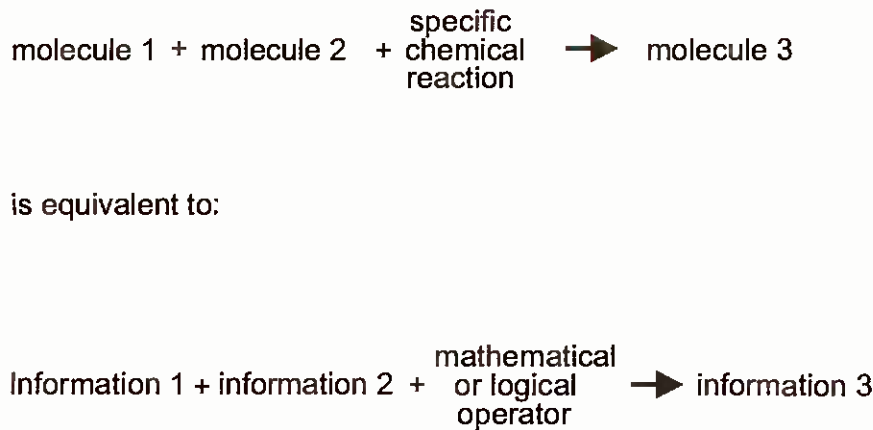 molecule 1 + molecule 2 + specific chemical reaction → molecule 3
is equivalent to:
Information 1 + information 2 + mathematical or logical operator → information 3